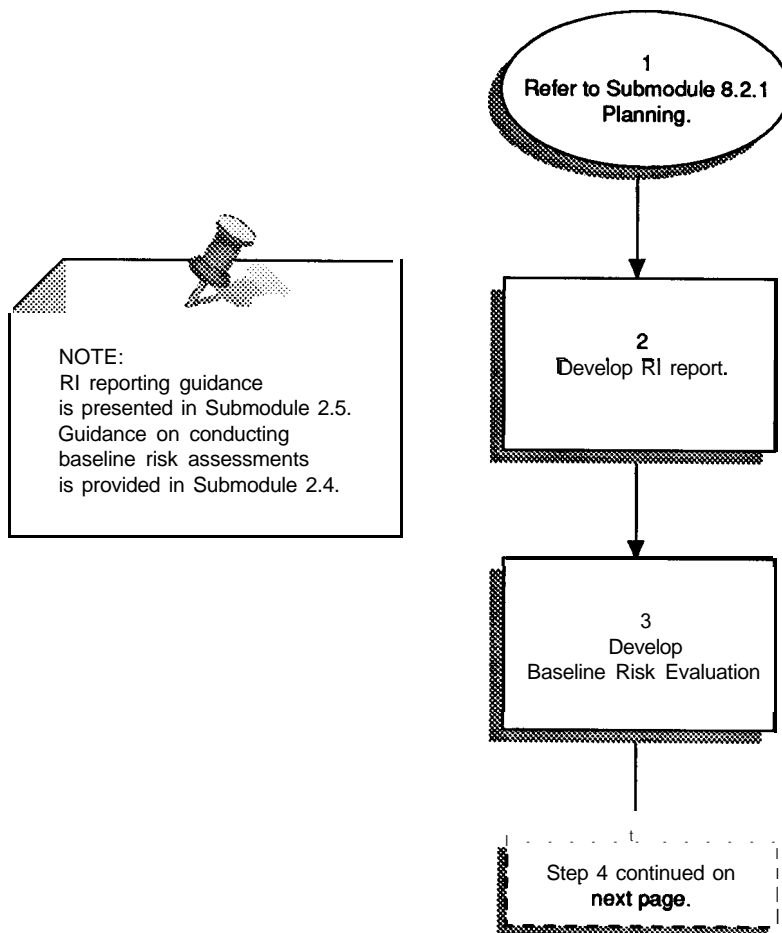 1
Refer to Submodule 8.2.1
Planning.
NOTE:
RI reporting guidance
is presented in Submodule 2.5.
Guidance on conducting
baseline risk assessments
is provided in Submodule 2.4.
2
Develop RI report.
3
Develop
Baseline Risk Evaluation
Step 4 continued on
next page.